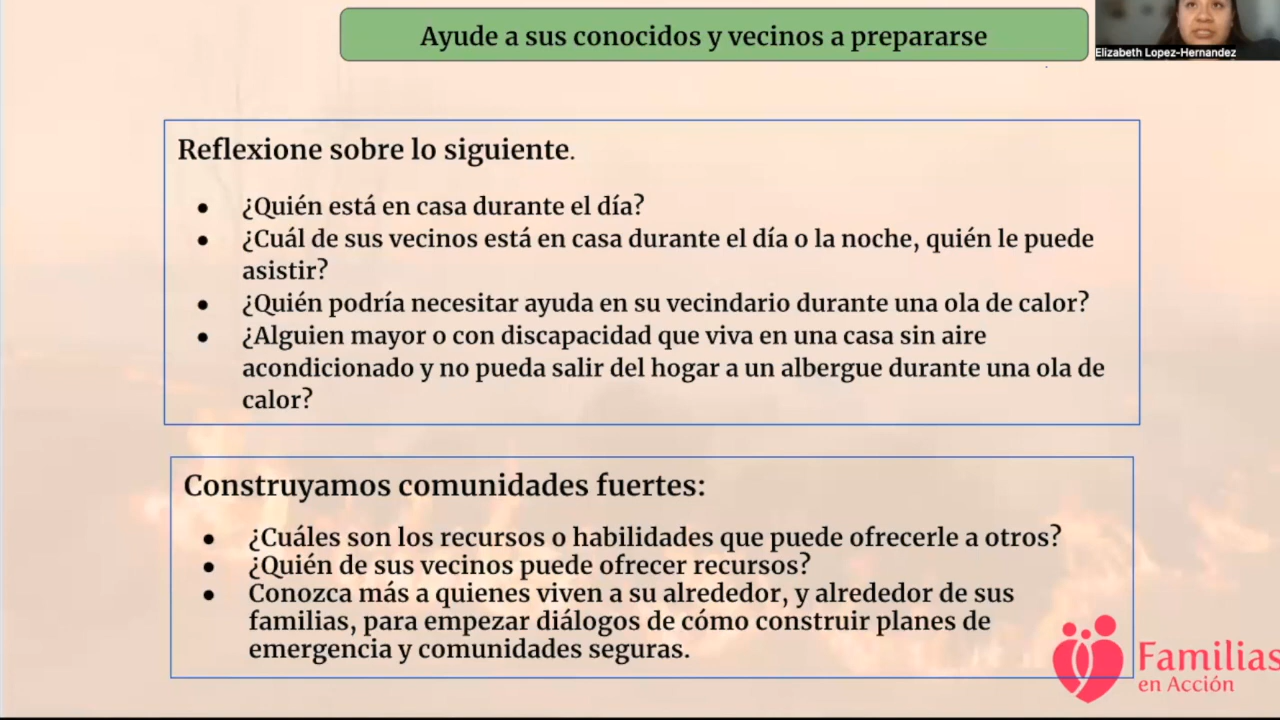 Ayude a sus conocidos y vecinos a prepararse
Elizabeth Lopez-Hernandez
Reflexione sobre lo siguiente.
● ¿Quién está en casa durante el día?
● ¿Cuál de sus vecinos está en casa durante el día o la noche, quién le puede
asistir?
● ¿Quién podría necesitar ayuda en su vecindario durante una ola de calor?
● ¿Alguien mayor o con discapacidad que viva en una casa sin aire
acondicionado y no pueda salir del hogar a un albergue durante una ola de
calor?
Construyamos comunidades fuertes:
● ¿Cuáles son los recursos o habilidades que puede ofrecerle a otros?
● ¿Quién de sus vecinos puede ofrecer recursos?
● Conozca más a quienes viven a su alrededor, y alrededor de sus
familias, para empezar diálogos de cómo construir planes de
emergencia y comunidades seguras.
Familias
en Acción